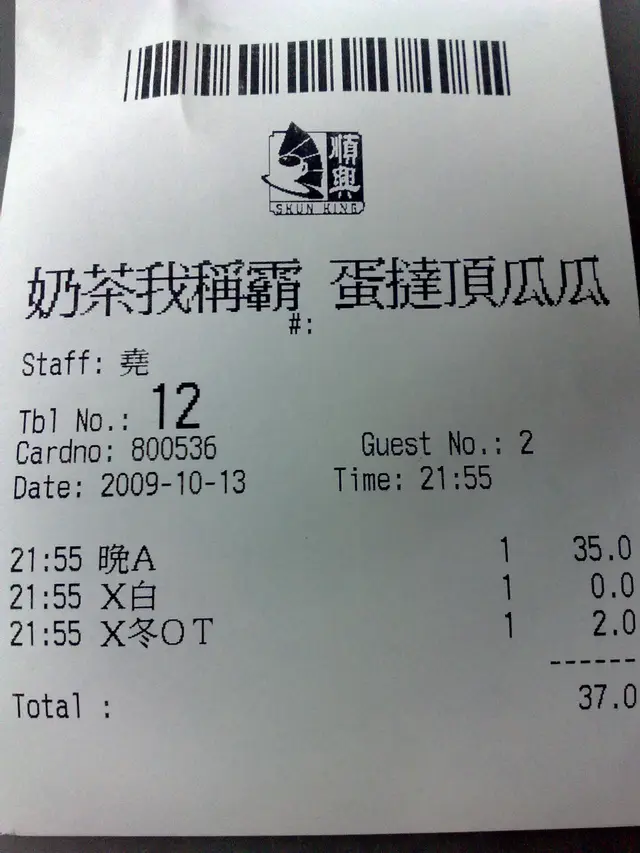 順興
SHUN HING
奶茶我稱霸 蛋撻頂瓜瓜
#:
Staff: 堯
Tbl No.: 12
Cardno: 800536 Guest No.: 2
Date: 2009-10-13 Time: 21:55
21:55 晩A 1 35.0
21:55 X白 1 0.0
21:55 X冬OT 1 2.0
------
Total : 37.0